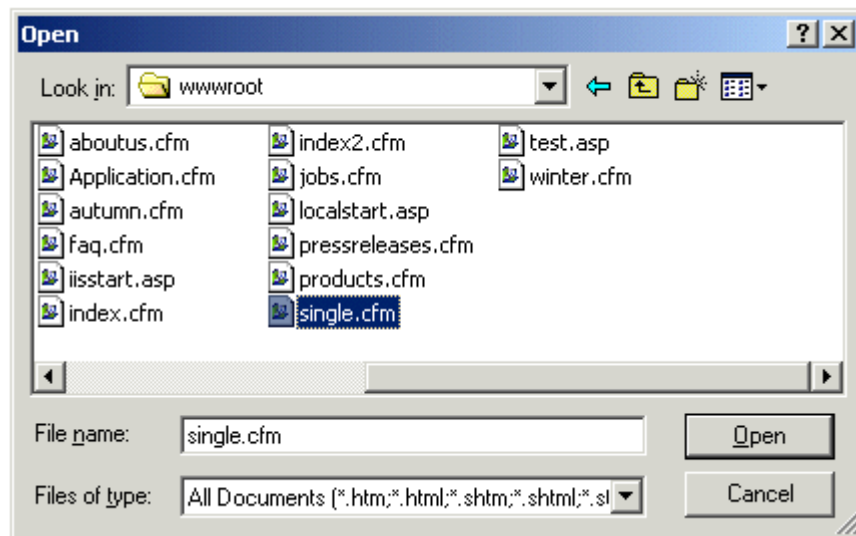 Open
Look in: wwwroot
aboutus.cfm index2.cfm test.asp
Application.cfm jobs.cfm winter.cfm
autumn.cfm localstart.asp
faq.cfm pressreleases.cfm
iisstart.asp products.cfm
index.cfm single.cfm
File name: single.cfm Open
Files of type: All Documents (*.htm;*.html;*.shtm;*.shtml;*.sl Cancel